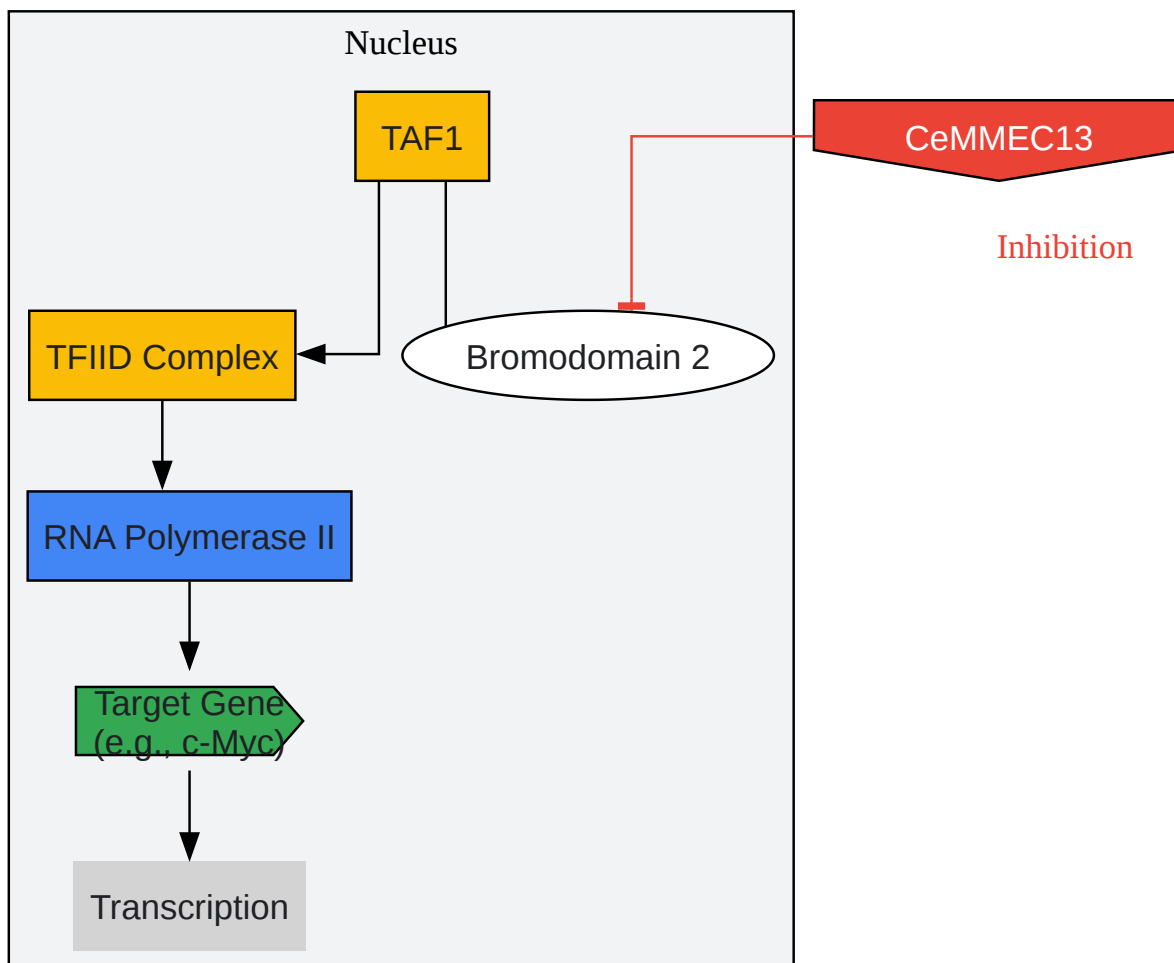 Nucleus
TAF1
CeMMEC13
Inhibition
TFIID Complex
Bromodomain 2
RNA Polymerase II
Target Gene
(e.g., c-Myc)
Transcription